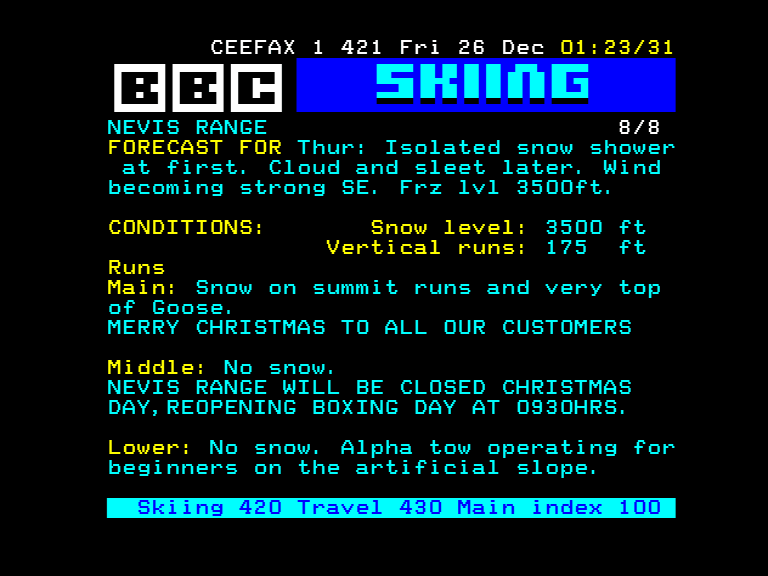 CEEFAX 1 421 Fri 26 Dec 01:23/31
BBC SKIING
NEVIS RANGE 8/8
FORECAST FOR Thur: Isolated snow shower
at first. Cloud and sleet later. Wind
becoming strong SE. Frz lvl 3500ft.
CONDITIONS: Snow level: 3500 ft
Vertical runs: 175 ft
Runs
Main: Snow on summit runs and very top
of Goose.
MERRY CHRISTMAS TO ALL OUR CUSTOMERS
Middle: No snow.
NEVIS RANGE WILL BE CLOSED CHRISTMAS
DAY,REOPENING BOXING DAY AT 0930HRS.
Lower: No snow. Alpha tow operating for
beginners on the artificial slope.
Skiing 420 Travel 430 Main index 100